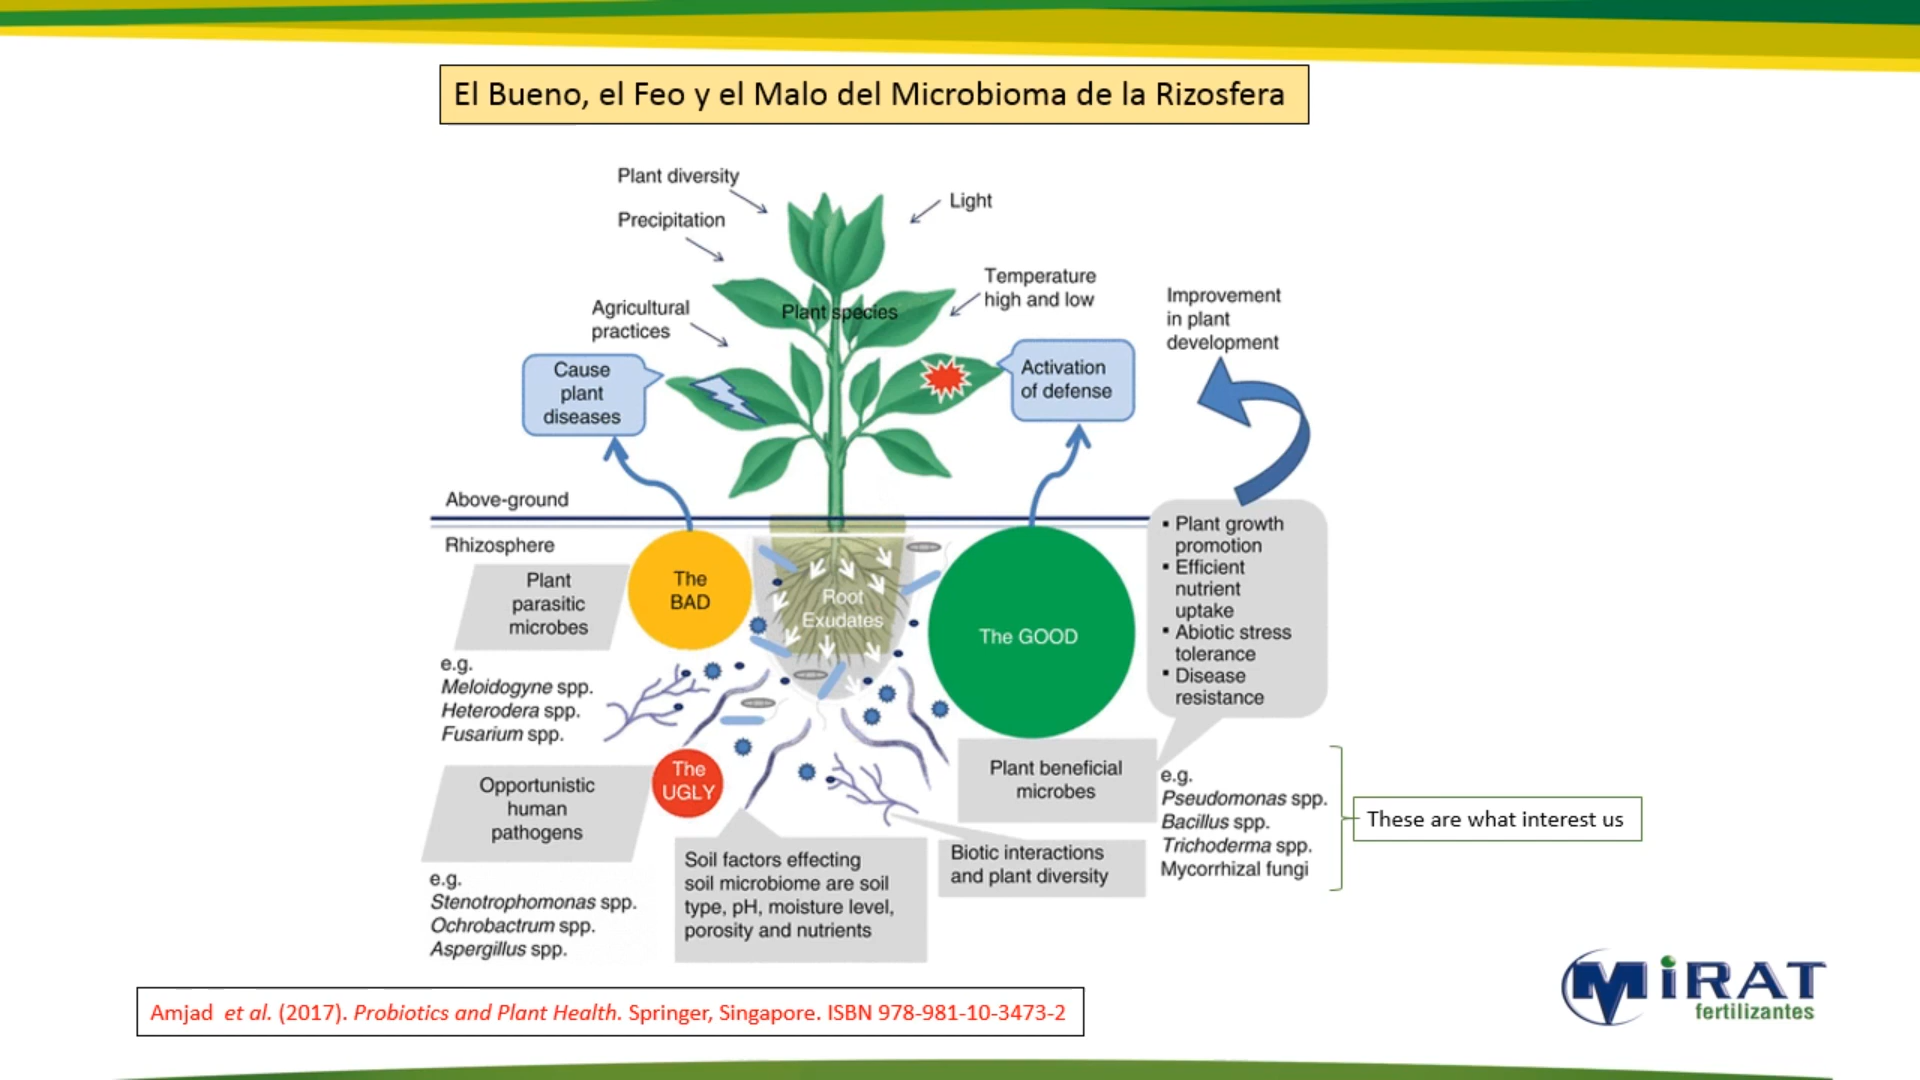 El Bueno, el Feo y el Malo del Microbioma de la Rizosfera
Plant diversity
Light
Precipitation
Temperature
high and low
Agricultural
practices
Plant species
Improvement
in plant
development
Cause
plant
diseases
Activation
of defense
Above-ground
Rhizosphere
Plant
parasitic
microbes
The
BAD
Root
Exudates
The GOOD
▪ Plant growth
promotion
▪ Efficient
nutrient
uptake
▪ Abiotic stress
tolerance
▪ Disease
resistance
e.g.
Meloidogyne spp.
Heterodera spp.
Fusarium spp.
The
UGLY
Opportunistic
human
pathogens
Plant beneficial
microbes
e.g.
Pseudomonas spp.
Bacillus spp.
Trichoderma spp.
Mycorrhizal fungi
These are what interest us
e.g.
Stenotrophomonas spp.
Ochrobactrum spp.
Aspergillus spp.
Soil factors effecting
soil microbiome are soil
type, pH, moisture level,
porosity and nutrients
Biotic interactions
and plant diversity
Amjad et al. (2017). Probiotics and Plant Health. Springer, Singapore. ISBN 978-981-10-3473-2
MiRAT
fertilizantes